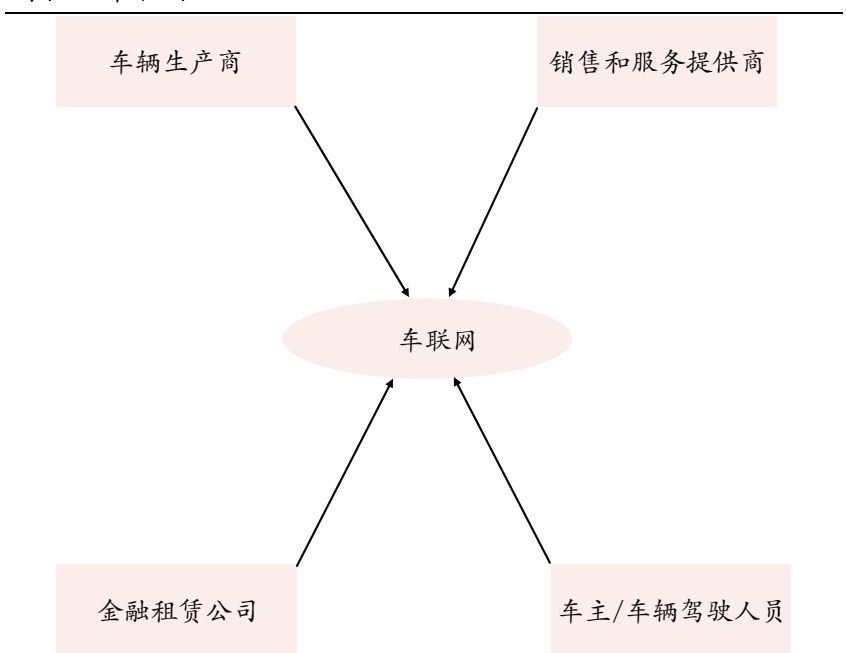 车辆生产商
销售和服务提供商
车联网
金融租赁公司
车主/车辆驾驶人员